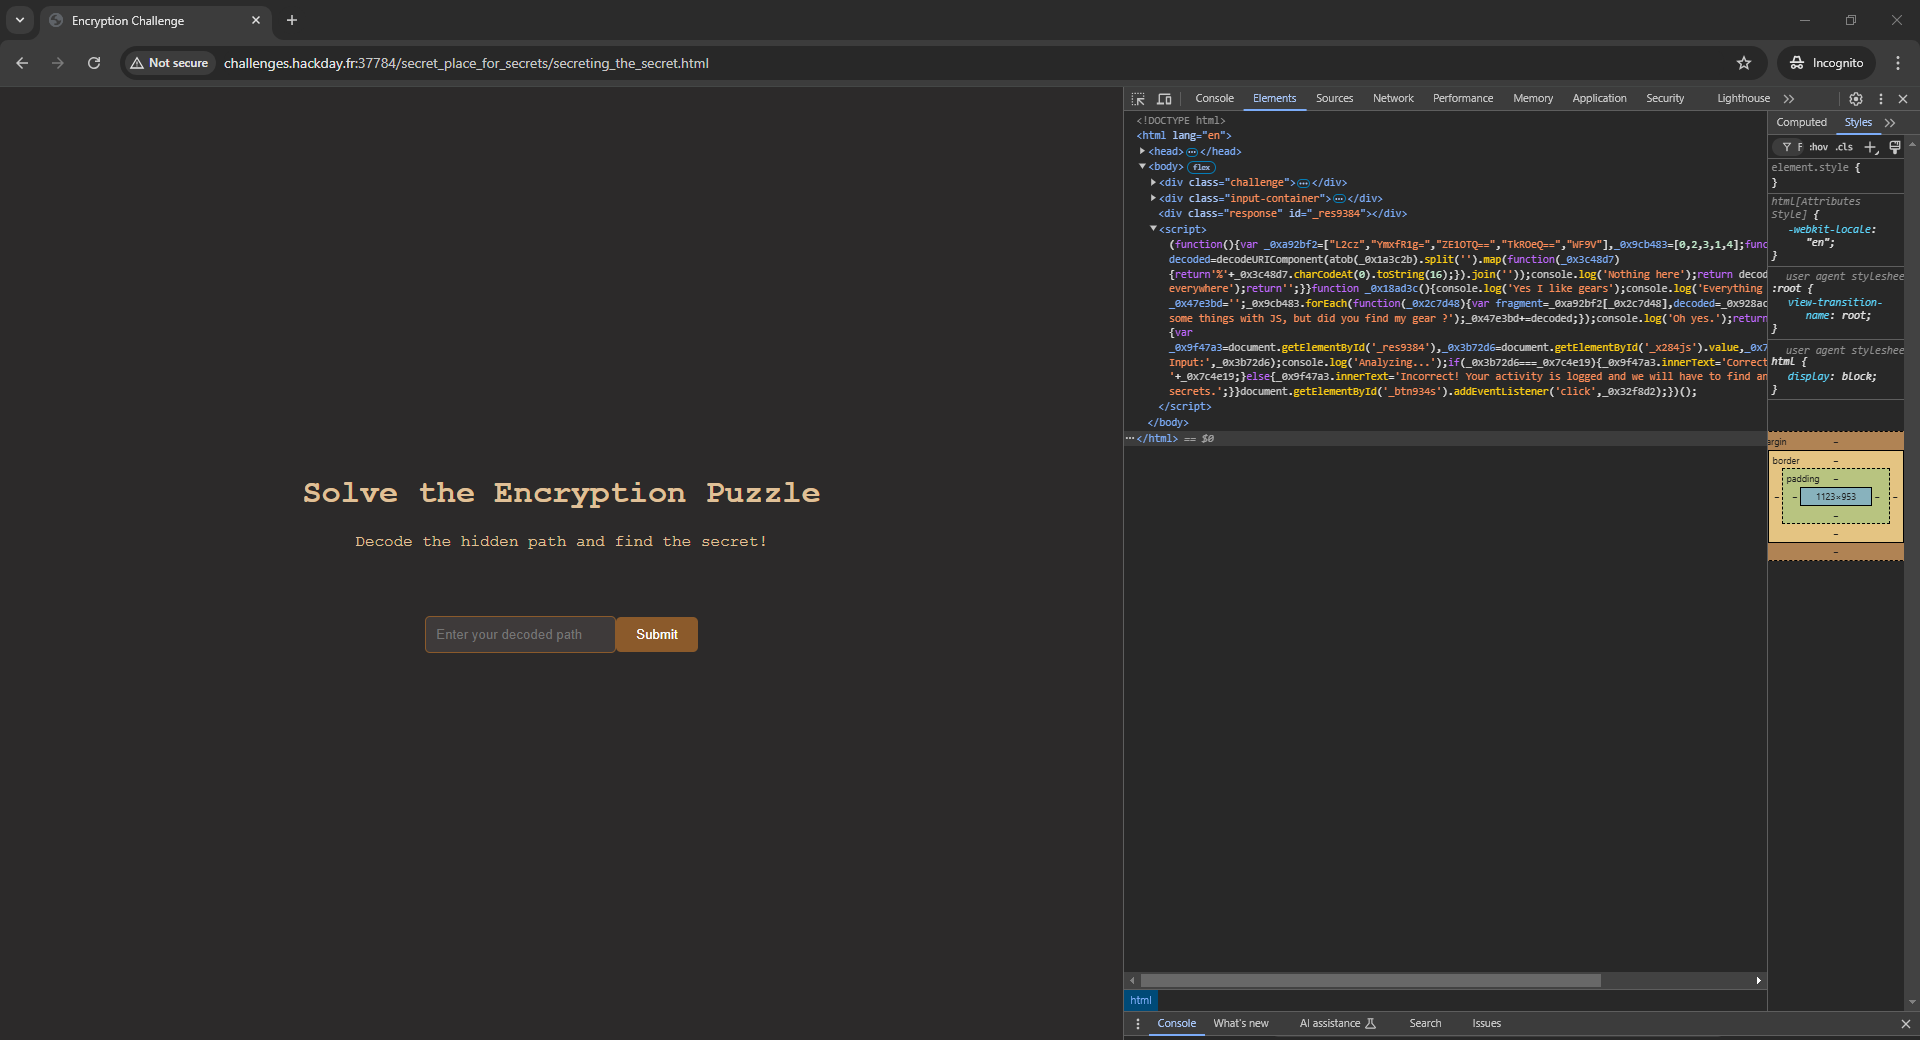 Encryption Challenge
Not secure
challenges.hackday.fr:37784/secret_place_for_secrets/secreting_the_secret.html
Incognito
Solve the Encryption Puzzle
Decode the hidden path and find the secret!
Enter your decoded path
Submit
Console Elements Sources Network Performance Memory Application Security Lighthouse
<!DOCTYPE html>
<html lang="en">
<head> </head>
<body> flex
<div class="challenge"> </div>
<div class="input-container"> </div>
<div class="response" id="_res9384"></div>
<script>
(function(){var _0xa92bf2=["L2cz","YmxfR1g=","ZE1OTQ==","TkROeQ==","WF9V"],_0x9cb483=[0,2,3,1,4];func
decoded=decodeURIComponent(atob(_0x1a3c2b).split('').map(function(_0x3c48d7)
{return'%'+_0x3c48d7.charCodeAt(0).toString(16);}).join(''));console.log('Nothing here');return decod
everywhere');return'';}}function _0x18ad3c(){console.log('Yes I like gears');console.log('Everything
_0x47e3bd='';_0x9cb483.forEach(function(_0x2c7d48){var fragment=_0xa92bf2[_0x2c7d48],decoded=_0x928ac
some things with JS, but did you find my gear ?');_0x47e3bd+=decoded;});console.log('Oh yes.');return
{var
_0x9f47a3=document.getElementById('_res9384'),_0x3b72d6=document.getElementById('_x284js').value,_0x7
Input:',_0x3b72d6);console.log('Analyzing...');if(_0x3b72d6===_0x7c4e19){_0x9f47a3.innerText='Correct
'+_0x7c4e19;}else{_0x9f47a3.innerText='Incorrect! Your activity is logged and we will have to find an
secrets.';}}document.getElementById('_btn934s').addEventListener('click',_0x32f8d2);})();
</script>
</body>
</html> == $0
html
Computed Styles
F :hov .cls
element.style {
}
html[Attributes
Style] {
-webkit-locale:
"en";
}
user agent styleshee
:root {
view-transition-
name: root;
}
user agent styleshee
html {
display: block;
}
argin –
border –
padding –
– – 1123×953 – –
–
–
–
Console What's new AI assistance Search Issues